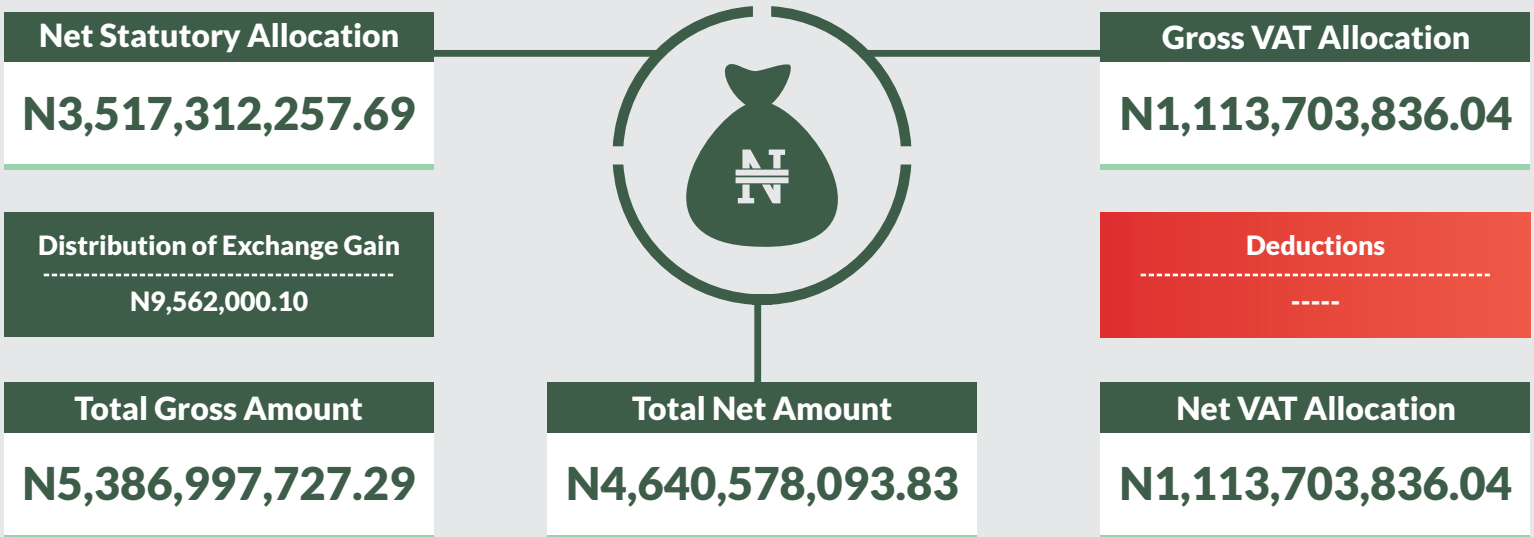 Net Statutory Allocation
N3,517,312,257.69
Gross VAT Allocation
N1,113,703,836.04
₦
Distribution of Exchange Gain
N9,562,000.10
Deductions
-----
Total Gross Amount
N5,386,997,727.29
Total Net Amount
N4,640,578,093.83
Net VAT Allocation
N1,113,703,836.04